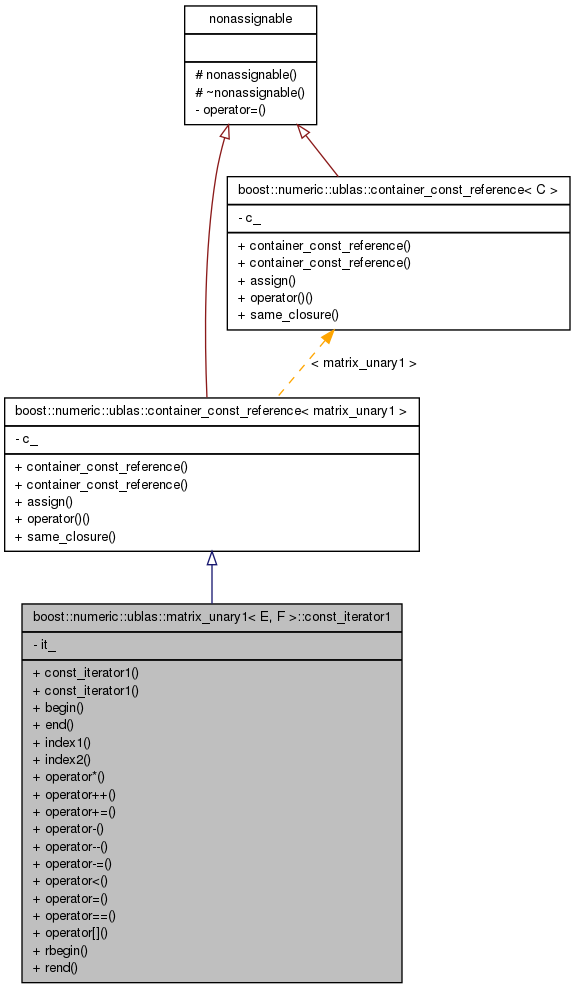 nonassignable
# nonassignable()
# ~nonassignable()
- operator=()
boost::numeric::ublas::container_const_reference< C >
- c_
+ container_const_reference()
+ container_const_reference()
+ assign()
+ operator()()
+ same_closure()
< matrix_unary1 >
boost::numeric::ublas::container_const_reference< matrix_unary1 >
- c_
+ container_const_reference()
+ container_const_reference()
+ assign()
+ operator()()
+ same_closure()
boost::numeric::ublas::matrix_unary1< E, F >::const_iterator1
- it_
+ const_iterator1()
+ const_iterator1()
+ begin()
+ end()
+ index1()
+ index2()
+ operator*()
+ operator++()
+ operator+=()
+ operator-()
+ operator--()
+ operator-=()
+ operator<()
+ operator=()
+ operator==()
+ operator[]()
+ rbegin()
+ rend()